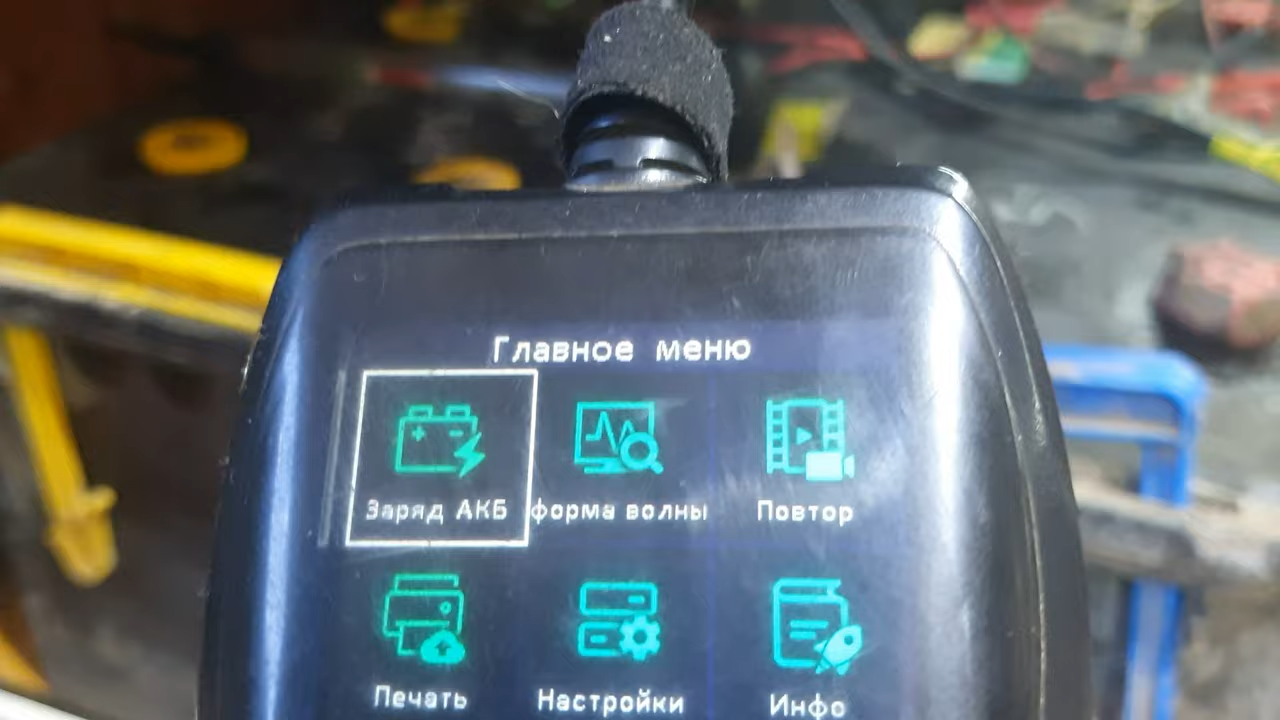 Главное меню
Заряд АКБ
форма волны
Повтор
Печать
Настройки
Инфо